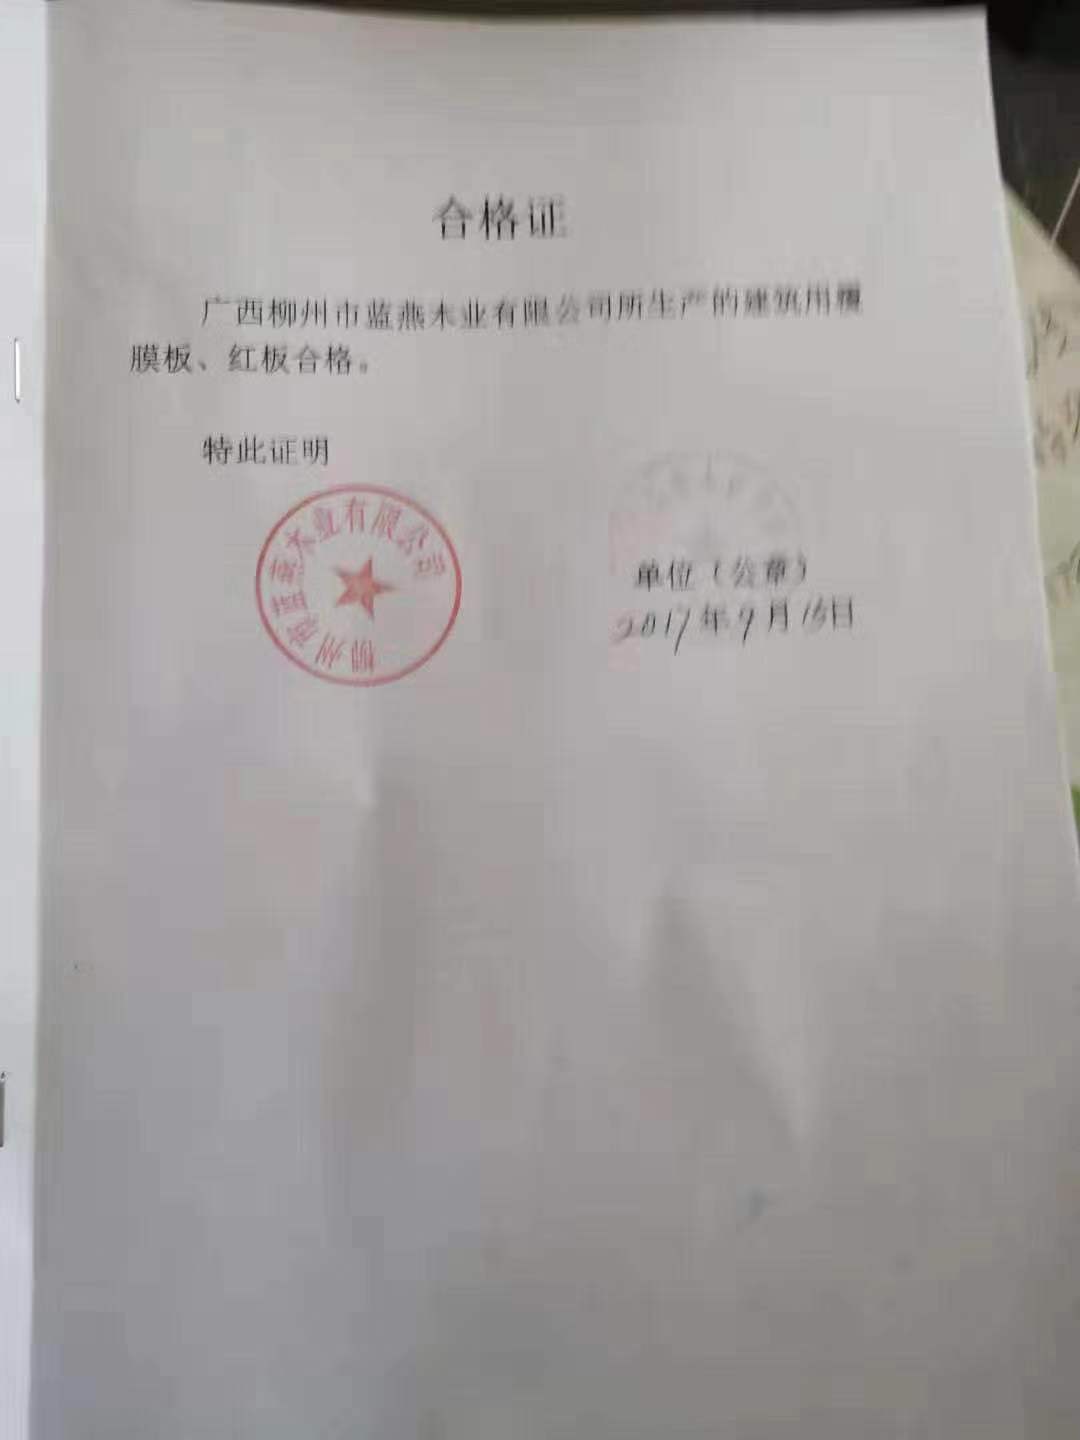 合格证
广西柳州市蓝燕木业有限公司所生产的建筑用覆
膜板、红板合格。
特此证明
柳州市蓝燕木业有限公司
单位（公章）
2017年9月15日